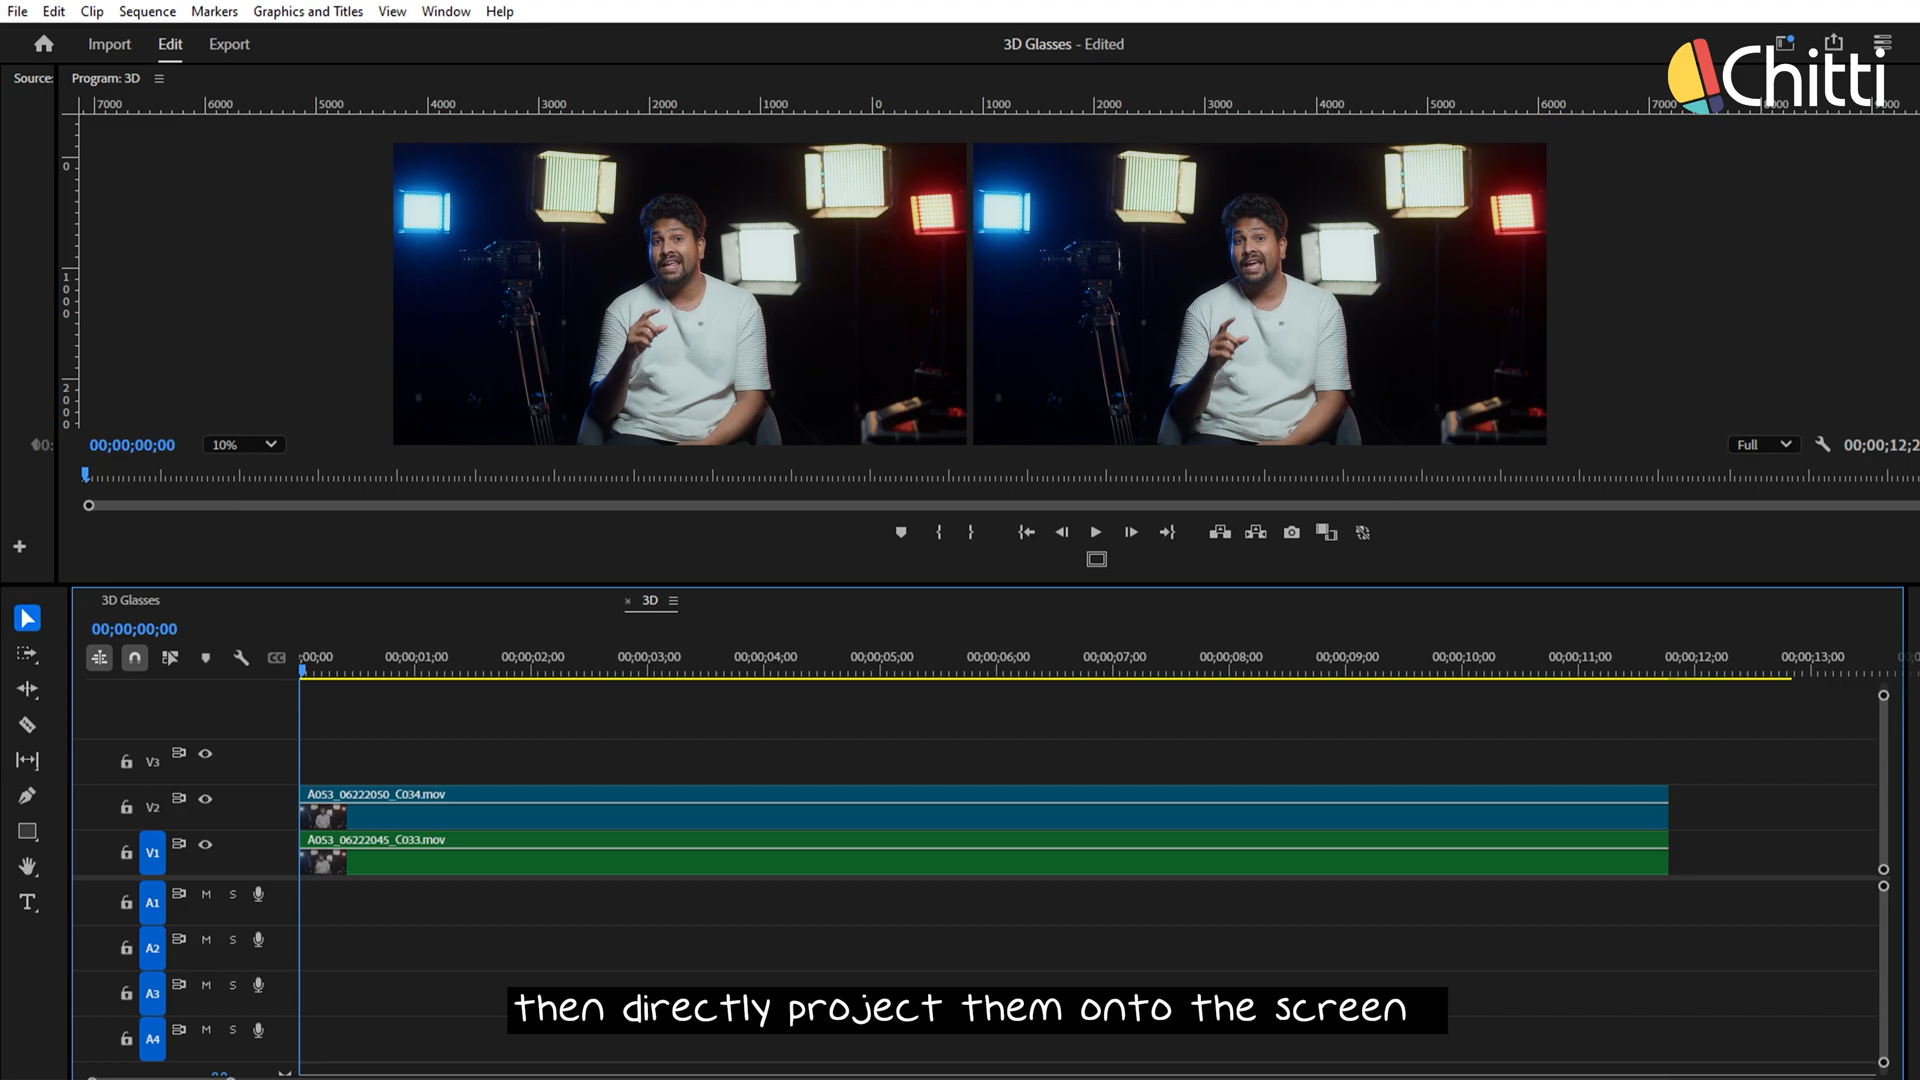 File Edit Clip Sequence Markers Graphics and Titles View Window Help
Import Edit Export
3D Glasses - Edited
Chitti
Source: Program: 3D
7000 6000 5000 4000 3000 2000 1000 0 1000 2000 3000 4000 5000 6000 7000
0
1000
2000
00;00;00;00 10% Full 00;00;12;2
3D Glasses × 3D
00;00;00;00
CC
;00;00 00;00;01;00 00;00;02;00 00;00;03;00 00;00;04;00 00;00;05;00 00;00;06;00 00;00;07;00 00;00;08;00 00;00;09;00 00;00;10;00 00;00;11;00 00;00;12;00 00;00;13;00
V3
V2 A053_06222050_C034.mov
V1 A053_06222045_C033.mov
A1 M S
A2 M S
A3 M S
A4 M S
then directly project them onto the screen